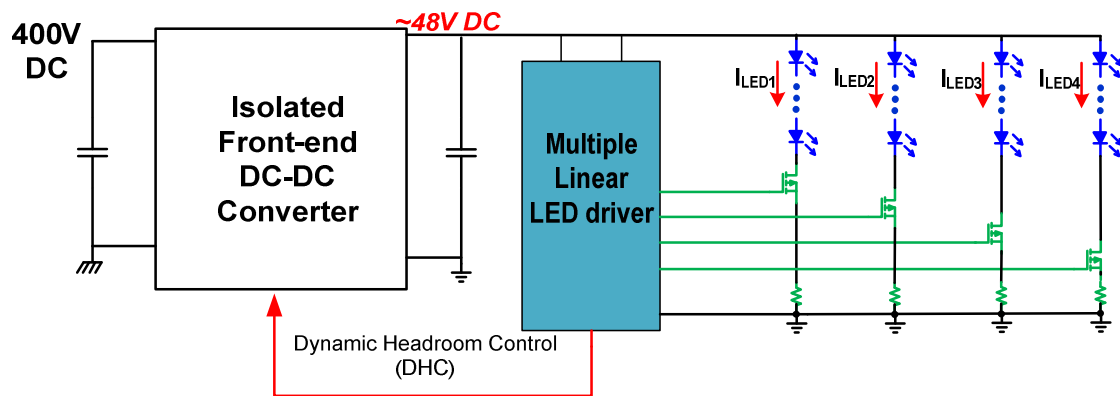 400V
DC
~48V DC
Isolated
Front-end
DC-DC
Converter
Multiple
Linear
LED driver
ILED1
ILED2
ILED3
ILED4
Dynamic Headroom Control
(DHC)